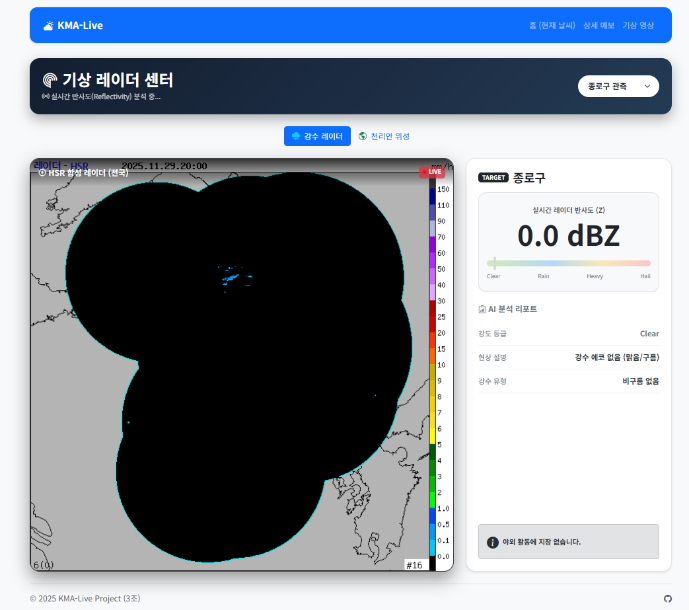 KMA-Live
홈 (현재 날씨) 상세 예보 기상 영상
기상 레이더 센터
실시간 반사도(Reflectivity) 분석 중...
종로구 관측
강수 레이더
천리안 위성
레이더 - HSR 2025.11.29.20:00 mm/h
HSR 합성 레이더 (전국)
LIVE
150
110
90
70
60
50
40
30
25
20
15
10
9
8
7
6
5
4
3
2
1.0
0.5
0.1
0.0
6(0)
#16
TARGET 종로구
실시간 레이더 반사도 (Z)
0.0 dBZ
Clear Rain Heavy Hail
AI 분석 리포트
강도 등급 Clear
현상 설명 강수 에코 없음 (맑음/구름)
강수 유형 비구름 없음
야외 활동에 지장 없습니다.
© 2025 KMA-Live Project (3조)